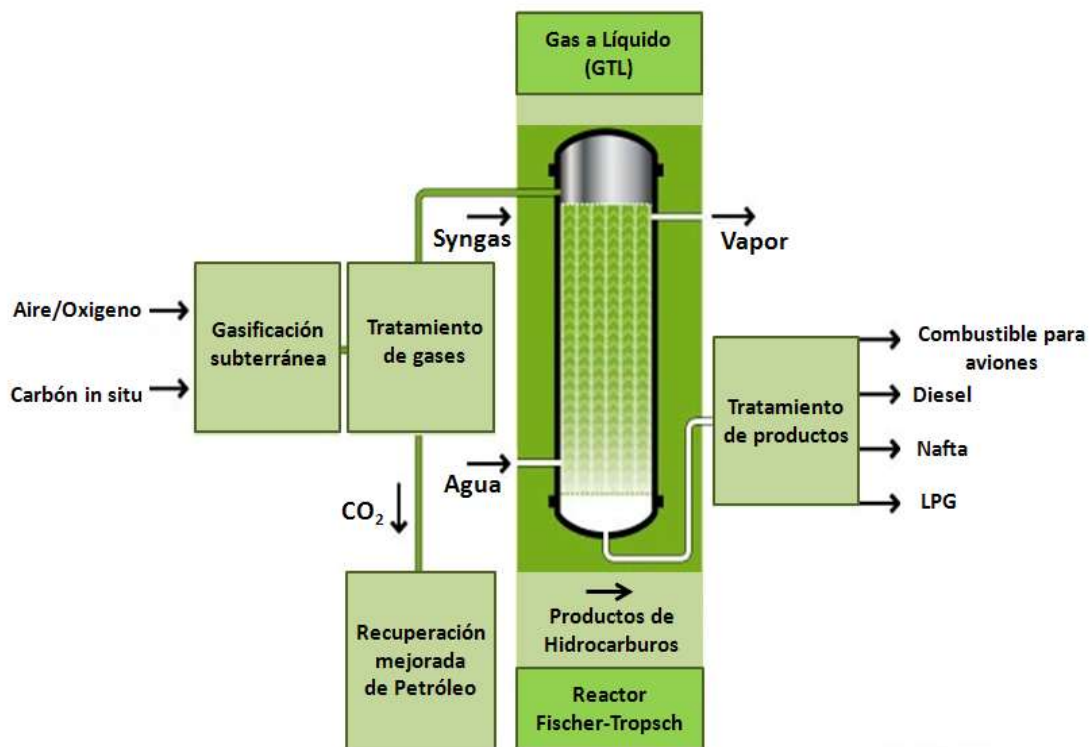 Gas a Líquido
(GTL)
Syngas
Vapor
Aire/Oxigeno
Carbón in situ
Gasificación
subterránea
Tratamiento
de gases
Combustible para
aviones
Diesel
Nafta
LPG
Tratamiento
de productos
Agua
CO₂
Recuperación
mejorada
de Petróleo
Productos de
Hidrocarburos
Reactor
Fischer-Tropsch